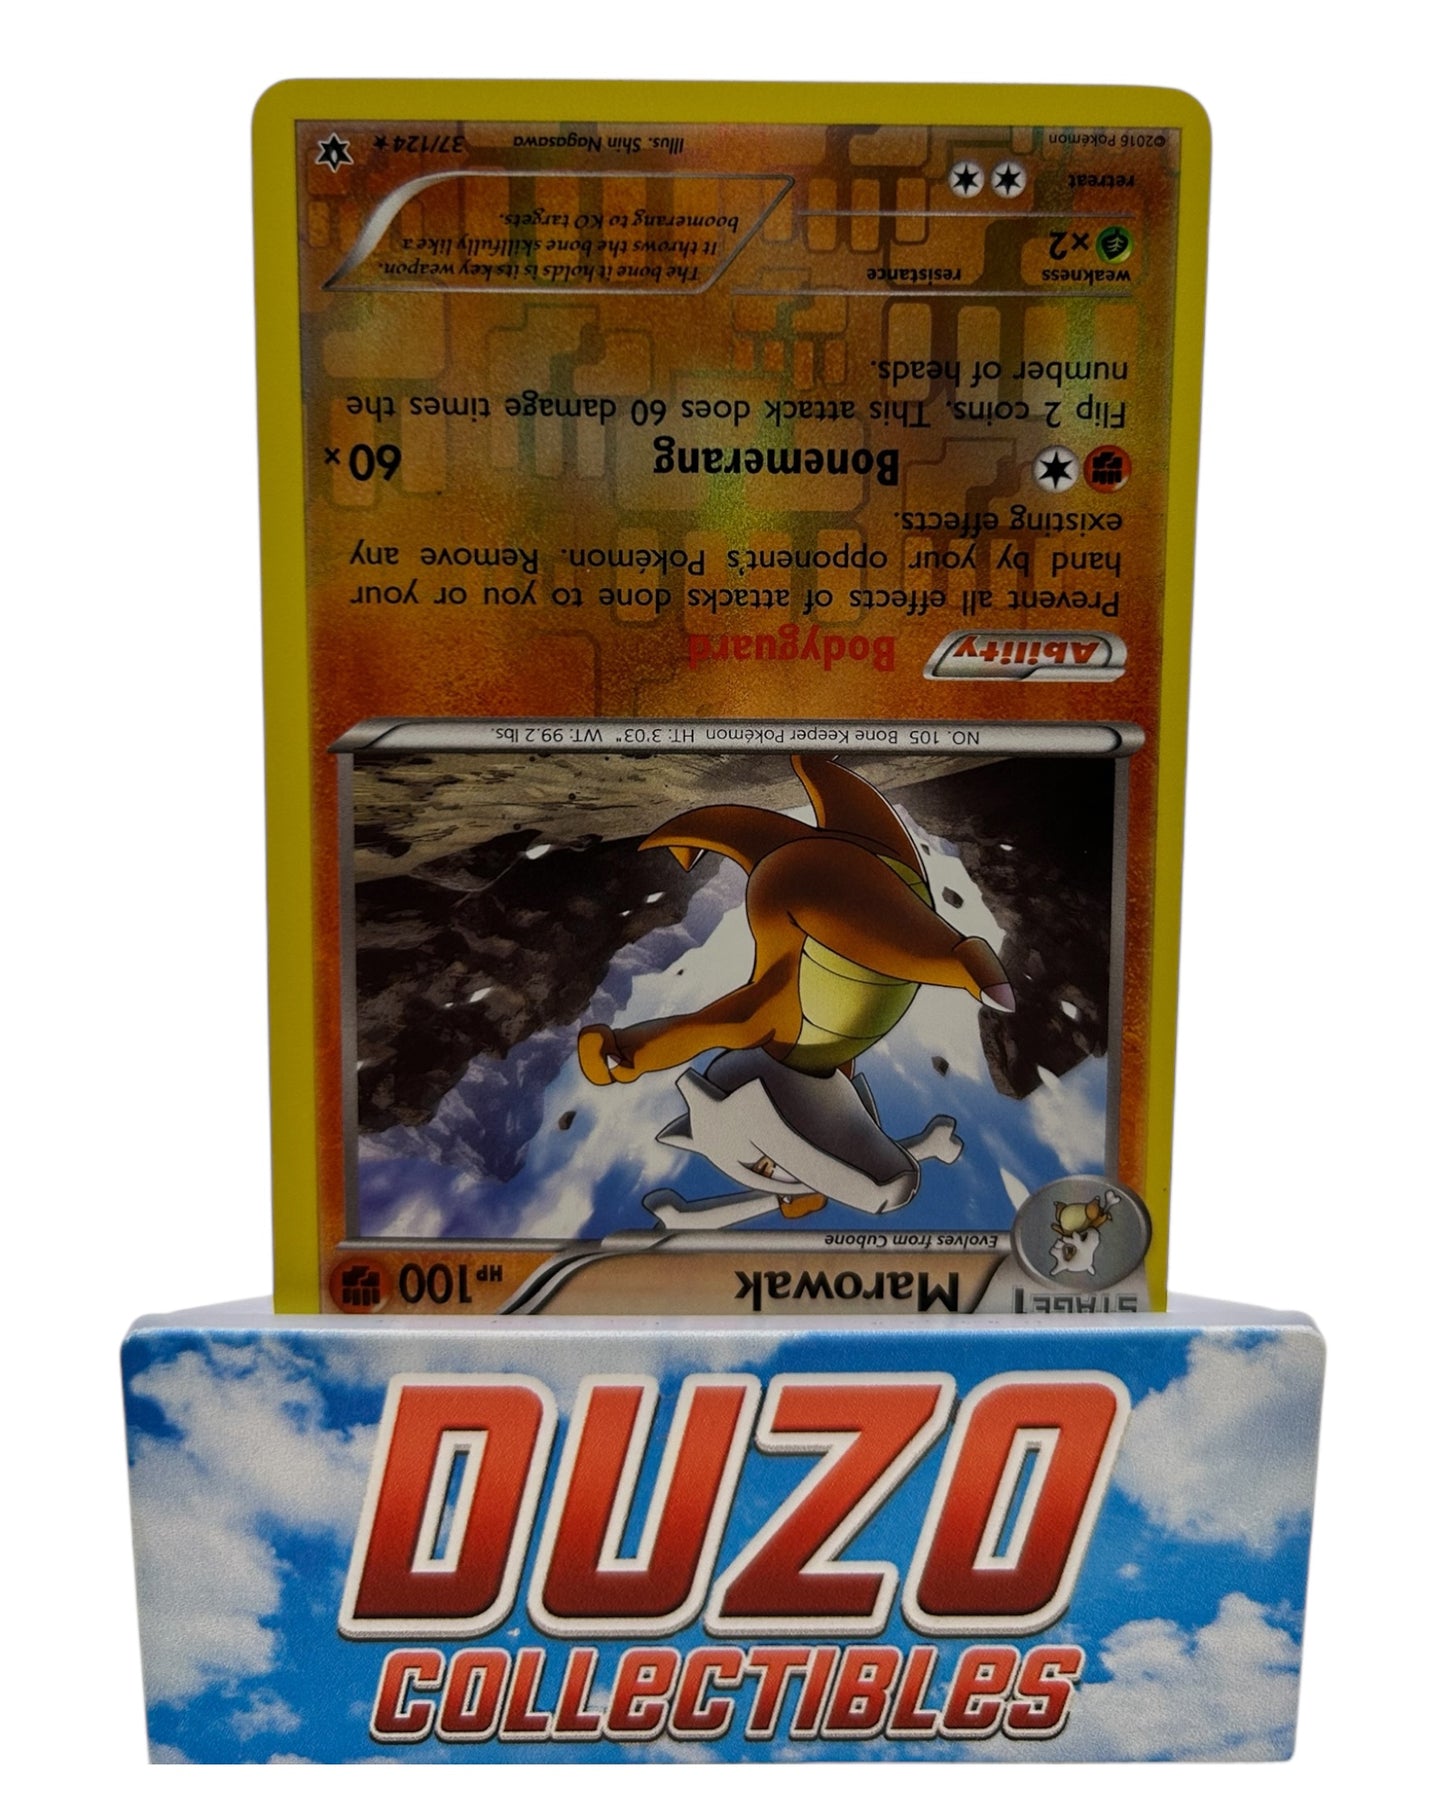 STAGE 1
Marowak
HP 100
Evolves from Cubone
NO. 105 Bone Keeper Pokémon HT: 3'03" WT: 99.2 lbs.
Ability Bodyguard
Prevent all effects of attacks done to you or your
hand by your opponent's Pokémon. Remove any
existing effects.
Bonemerang 60×
Flip 2 coins. This attack does 60 damage times the
number of heads.
weakness resistance
×2
retreat
The bone it holds is its key weapon.
It throws the bone skillfully like a
boomerang to KO targets.
©2016 Pokémon
Illus. Shin Nagasawa 37/124 ★
DUZO
COLLECTIBLES